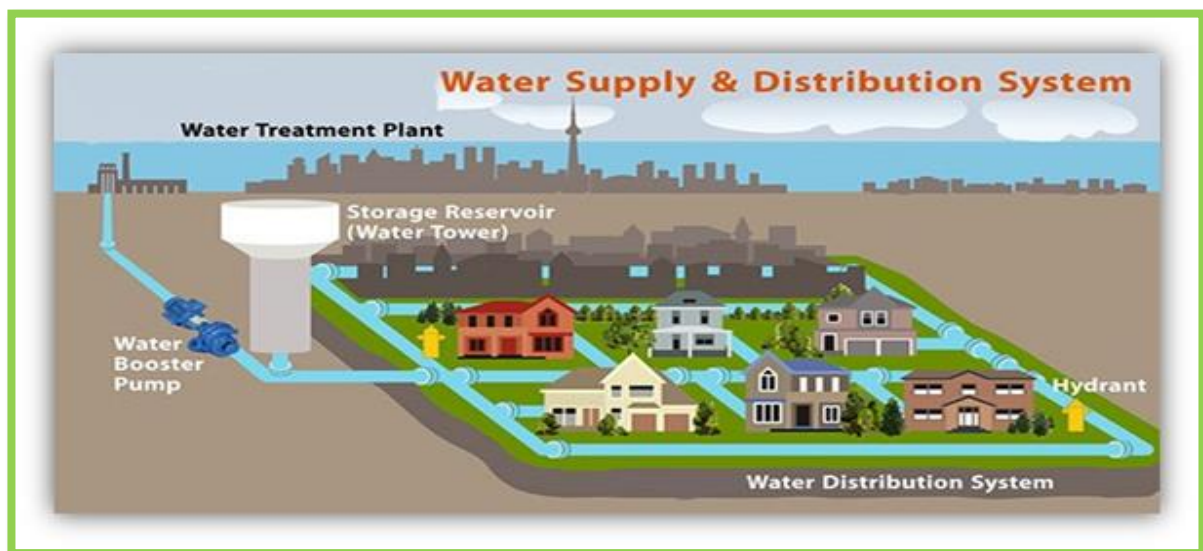 Water Supply & Distribution System
Water Treatment Plant
Storage Reservoir
(Water Tower)
Water
Booster
Pump
Hydrant
Water Distribution System